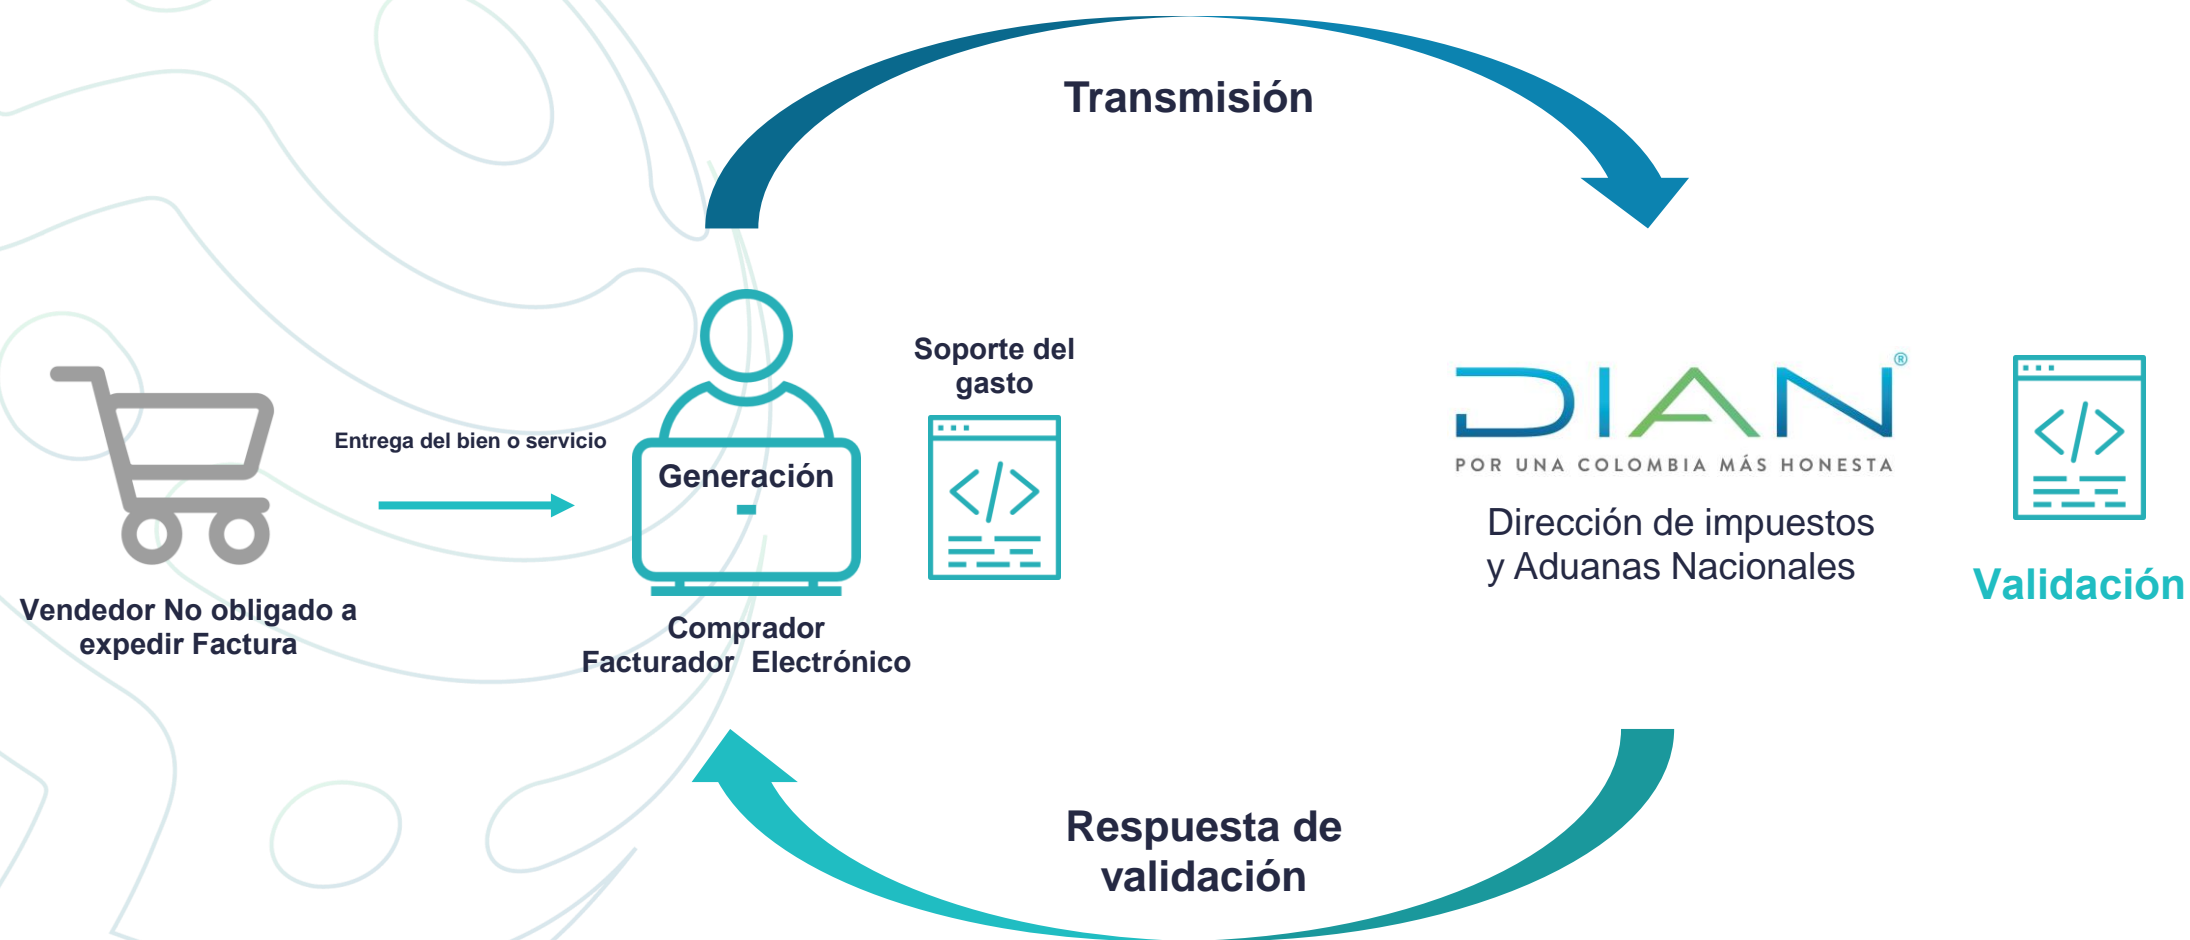 Transmisión
Soporte del
gasto
Entrega del bien o servicio
Generación
Vendedor No obligado a
expedir Factura
Comprador
Facturador Electrónico
</>
DIAN®
POR UNA COLOMBIA MÁS HONESTA
Dirección de impuestos
y Aduanas Nacionales
</>
Validación
Respuesta de
validación